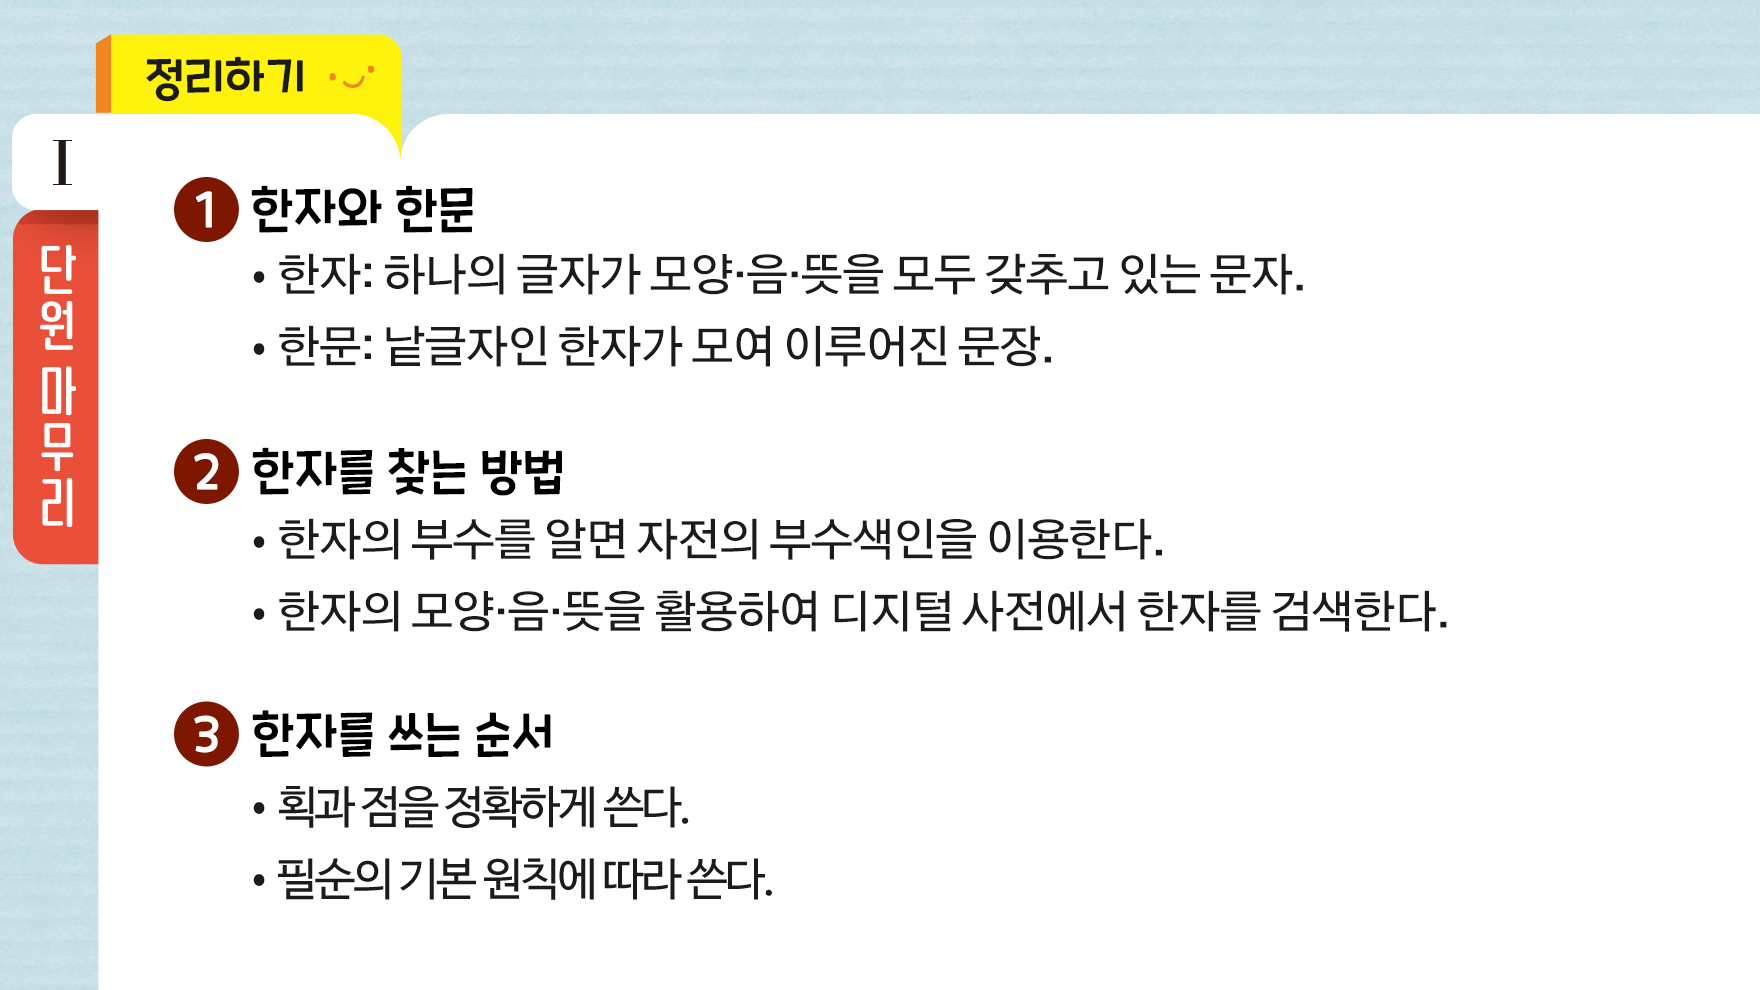 정리하기
I
단원 마무리
1 한자와 한문
• 한자: 하나의 글자가 모양·음·뜻을 모두 갖추고 있는 문자.
• 한문: 낱글자인 한자가 모여 이루어진 문장.
2 한자를 찾는 방법
• 한자의 부수를 알면 자전의 부수색인을 이용한다.
• 한자의 모양·음·뜻을 활용하여 디지털 사전에서 한자를 검색한다.
3 한자를 쓰는 순서
• 획과 점을 정확하게 쓴다.
• 필순의 기본 원칙에 따라 쓴다.